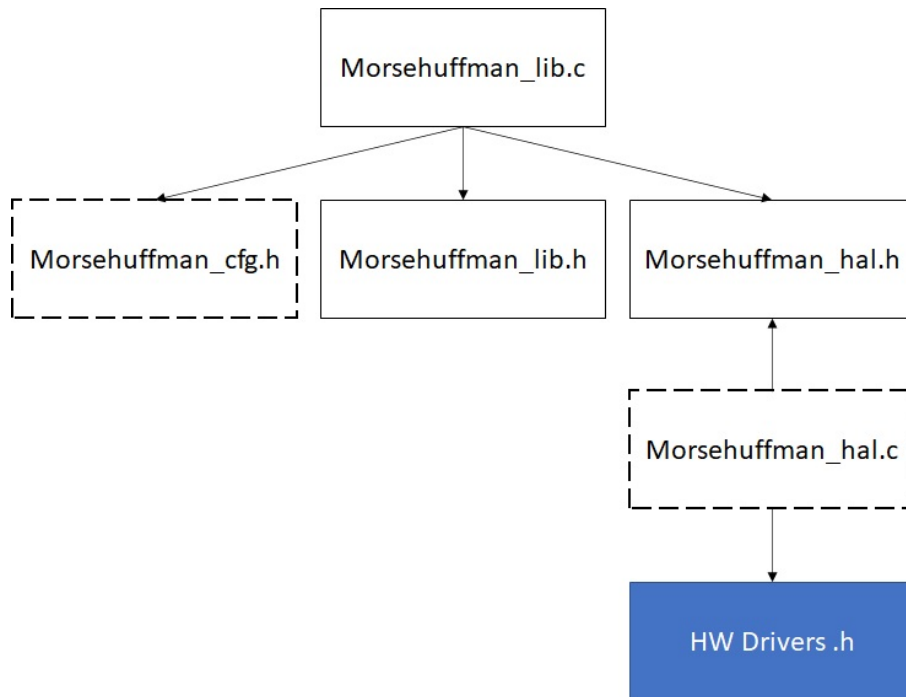 Morsehuffman_lib.c
Morsehuffman_cfg.h
Morsehuffman_lib.h
Morsehuffman_hal.h
Morsehuffman_hal.c
HW Drivers .h